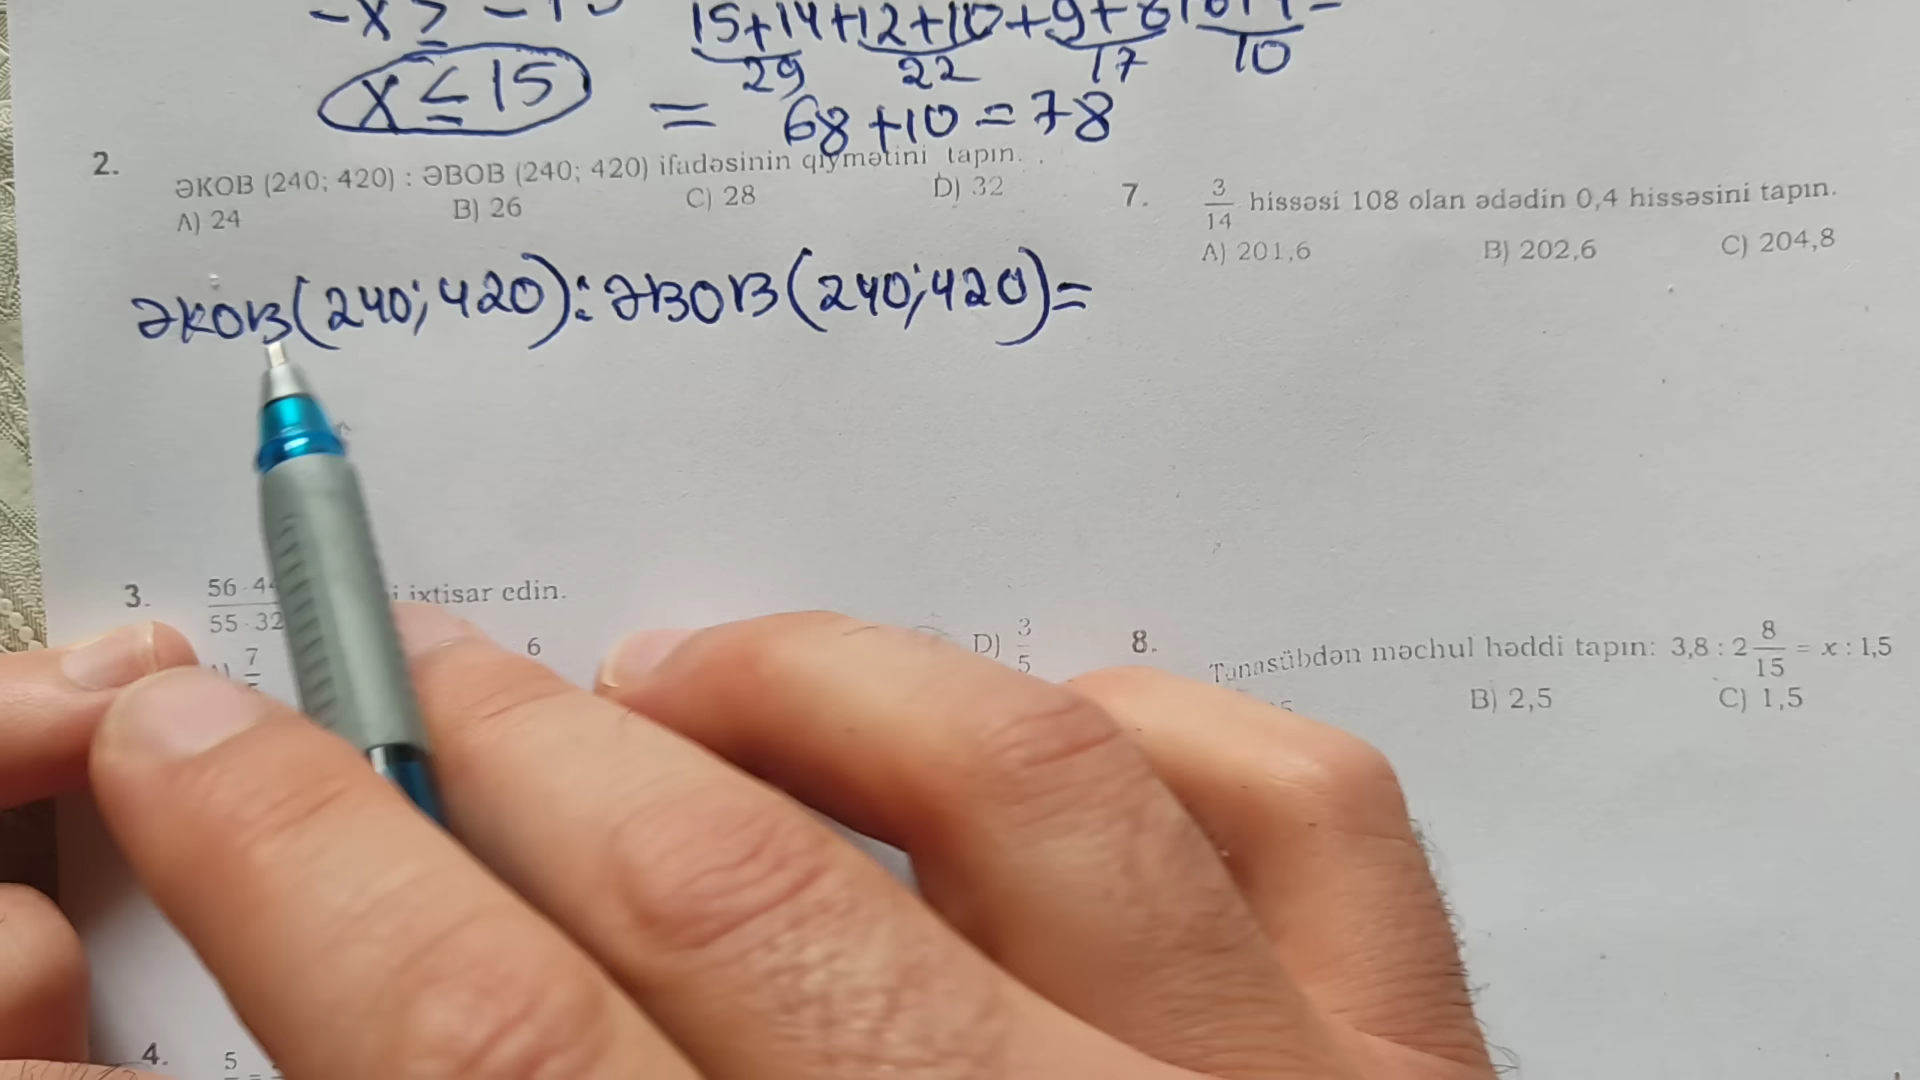 x ≤ 15
15+14+12+10+9+8
29 22 17 10
= 68+10=78
2. ƏKOB (240; 420) : ƏBOB (240; 420) ifadəsinin qiymətini tapın.
A) 24 B) 26 C) 28 D) 32
ƏKOB(240;420):ƏBOB(240;420)=
3. 55·32 ixtisar edin.
7 6 D) 3/5
4. 5
7. 3/14 hissəsi 108 olan ədədin 0,4 hissəsini tapın.
A) 201,6 B) 202,6 C) 204,8
8. Tənasübdən məchul həddi tapın: 3,8 : 2 8/15 = x : 1,5
B) 2,5 C) 1,5